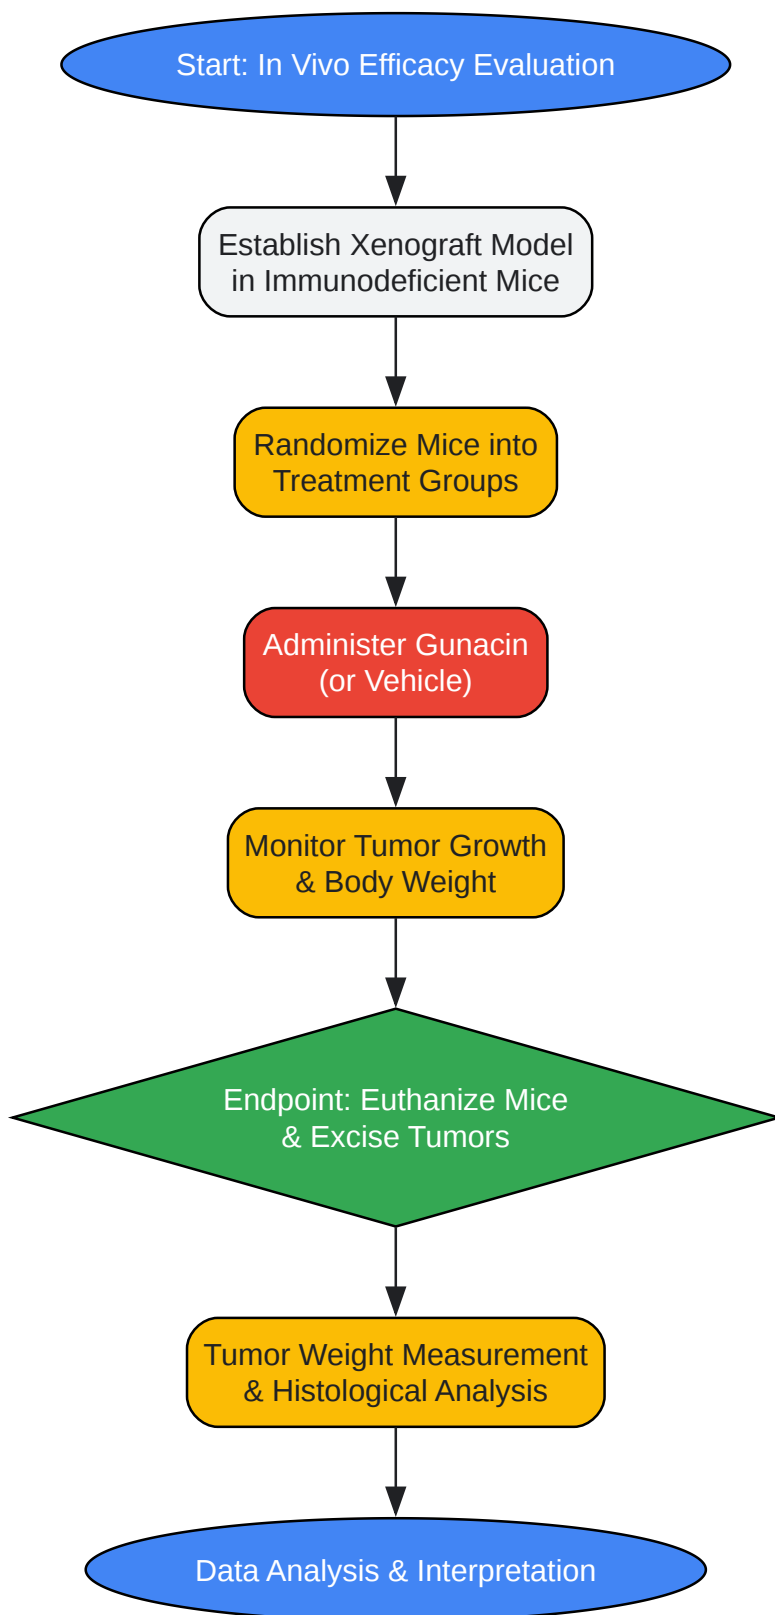 Start: In Vivo Efficacy Evaluation
Establish Xenograft Model
in Immunodeficient Mice
Randomize Mice into
Treatment Groups
Administer Gunacin
(or Vehicle)
Monitor Tumor Growth
& Body Weight
Endpoint: Euthanize Mice
& Excise Tumors
Tumor Weight Measurement
& Histological Analysis
Data Analysis & Interpretation